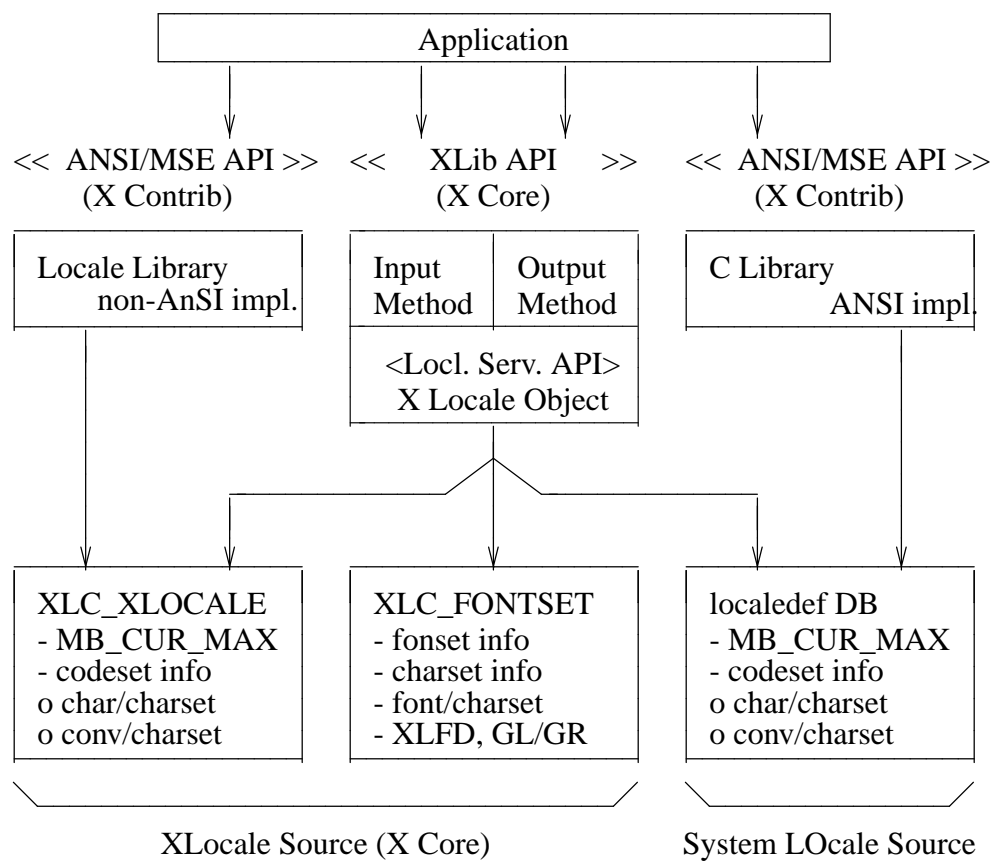 Application
<< ANSI/MSE API >>
(X Contrib)
<< XLib API >>
(X Core)
<< ANSI/MSE API >>
(X Contrib)
Locale Library
non-AnSI impl.
Input
Method
Output
Method
C Library
ANSI impl.
<Locl. Serv. API>
X Locale Object
XLC_XLOCALE
- MB_CUR_MAX
- codeset info
o char/charset
o conv/charset
XLC_FONTSET
- fonset info
- charset info
- font/charset
- XLFD, GL/GR
localedef DB
- MB_CUR_MAX
- codeset info
o char/charset
o conv/charset
XLocale Source (X Core)
System LOcale Source